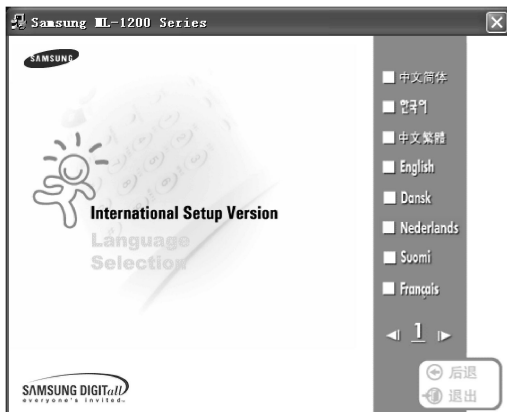 Samsung ML-1200 Series
SAMSUNG
International Setup Version
Language
Selection
中文简体
한국어
中文繁體
English
Dansk
Nederlands
Suomi
Français
1
后退
退出
SAMSUNG DIGITall
everyone's invited™